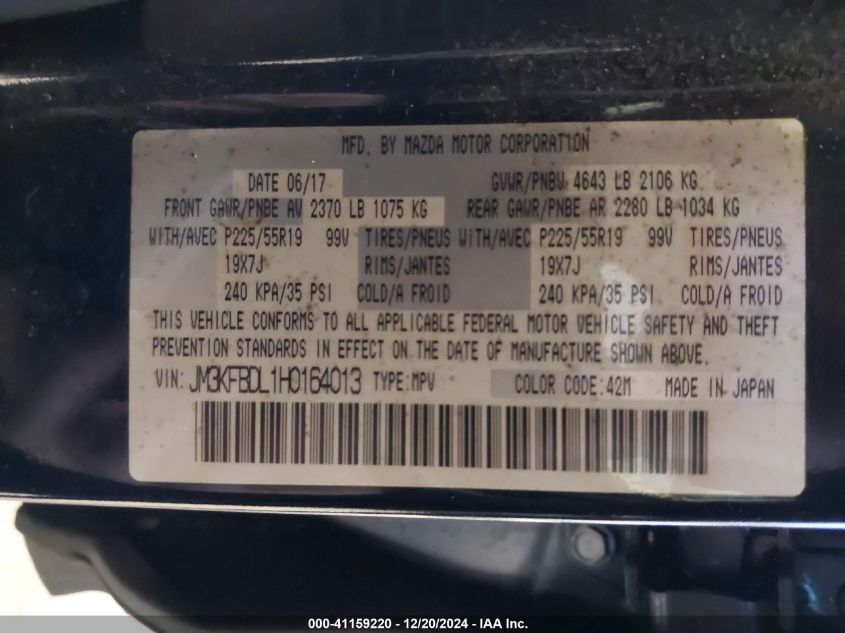 MFD. BY MAZDA MOTOR CORPORATION
DATE 06/17 GVWR/PNBV 4643 LB 2106 KG
FRONT GAWR/PNBE AV 2370 LB 1075 KG REAR GAWR/PNBE AR 2280 LB 1034 KG
WITH/AVEC P225/55R19 99V TIRES/PNEUS WITH/AVEC P225/55R19 99V TIRES/PNEUS
19X7J RIMS/JANTES 19X7J RIMS/JANTES
240 KPA/35 PSI COLD/A FROID 240 KPA/35 PSI COLD/A FROID
THIS VEHICLE CONFORMS TO ALL APPLICABLE FEDERAL MOTOR VEHICLE SAFETY AND THEFT
PREVENTION STANDARDS IN EFFECT ON THE DATE OF MANUFACTURE SHOWN ABOVE.
VIN: JM3KFBDL1H0164013 TYPE:MPV COLOR CODE:42M MADE IN JAPAN
000-41159220 - 12/20/2024 - IAA Inc.